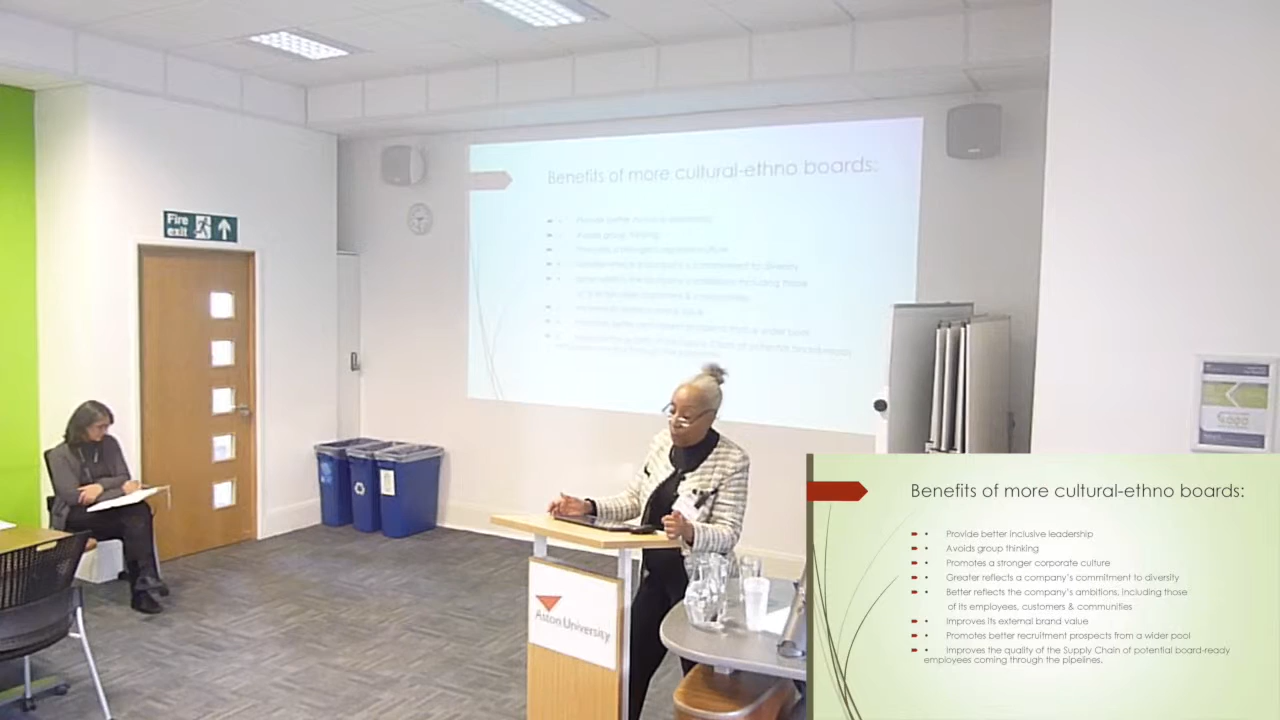 Fire
exit
Benefits of more cultural-ethno boards:
Aston University
Benefits of more cultural-ethno boards:
• Provide better inclusive leadership
• Avoids group thinking
• Promotes a stronger corporate culture
• Greater reflects a company's commitment to diversity
• Better reflects the company's ambitions, including those
of its employees, customers & communities
• Improves its external brand value
• Promotes better recruitment prospects from a wider pool
• Improves the quality of the Supply Chain of potential board-ready
employees coming through the pipelines.